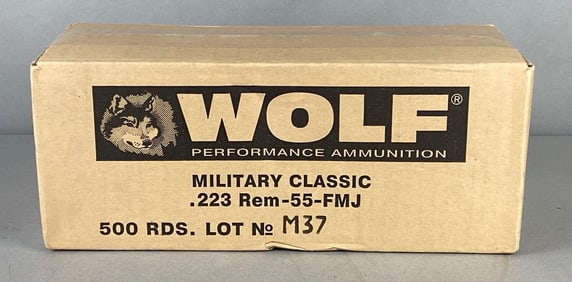 WOLF®
PERFORMANCE AMMUNITION
MILITARY CLASSIC
.223 Rem-55-FMJ
500 RDS. LOT № M37